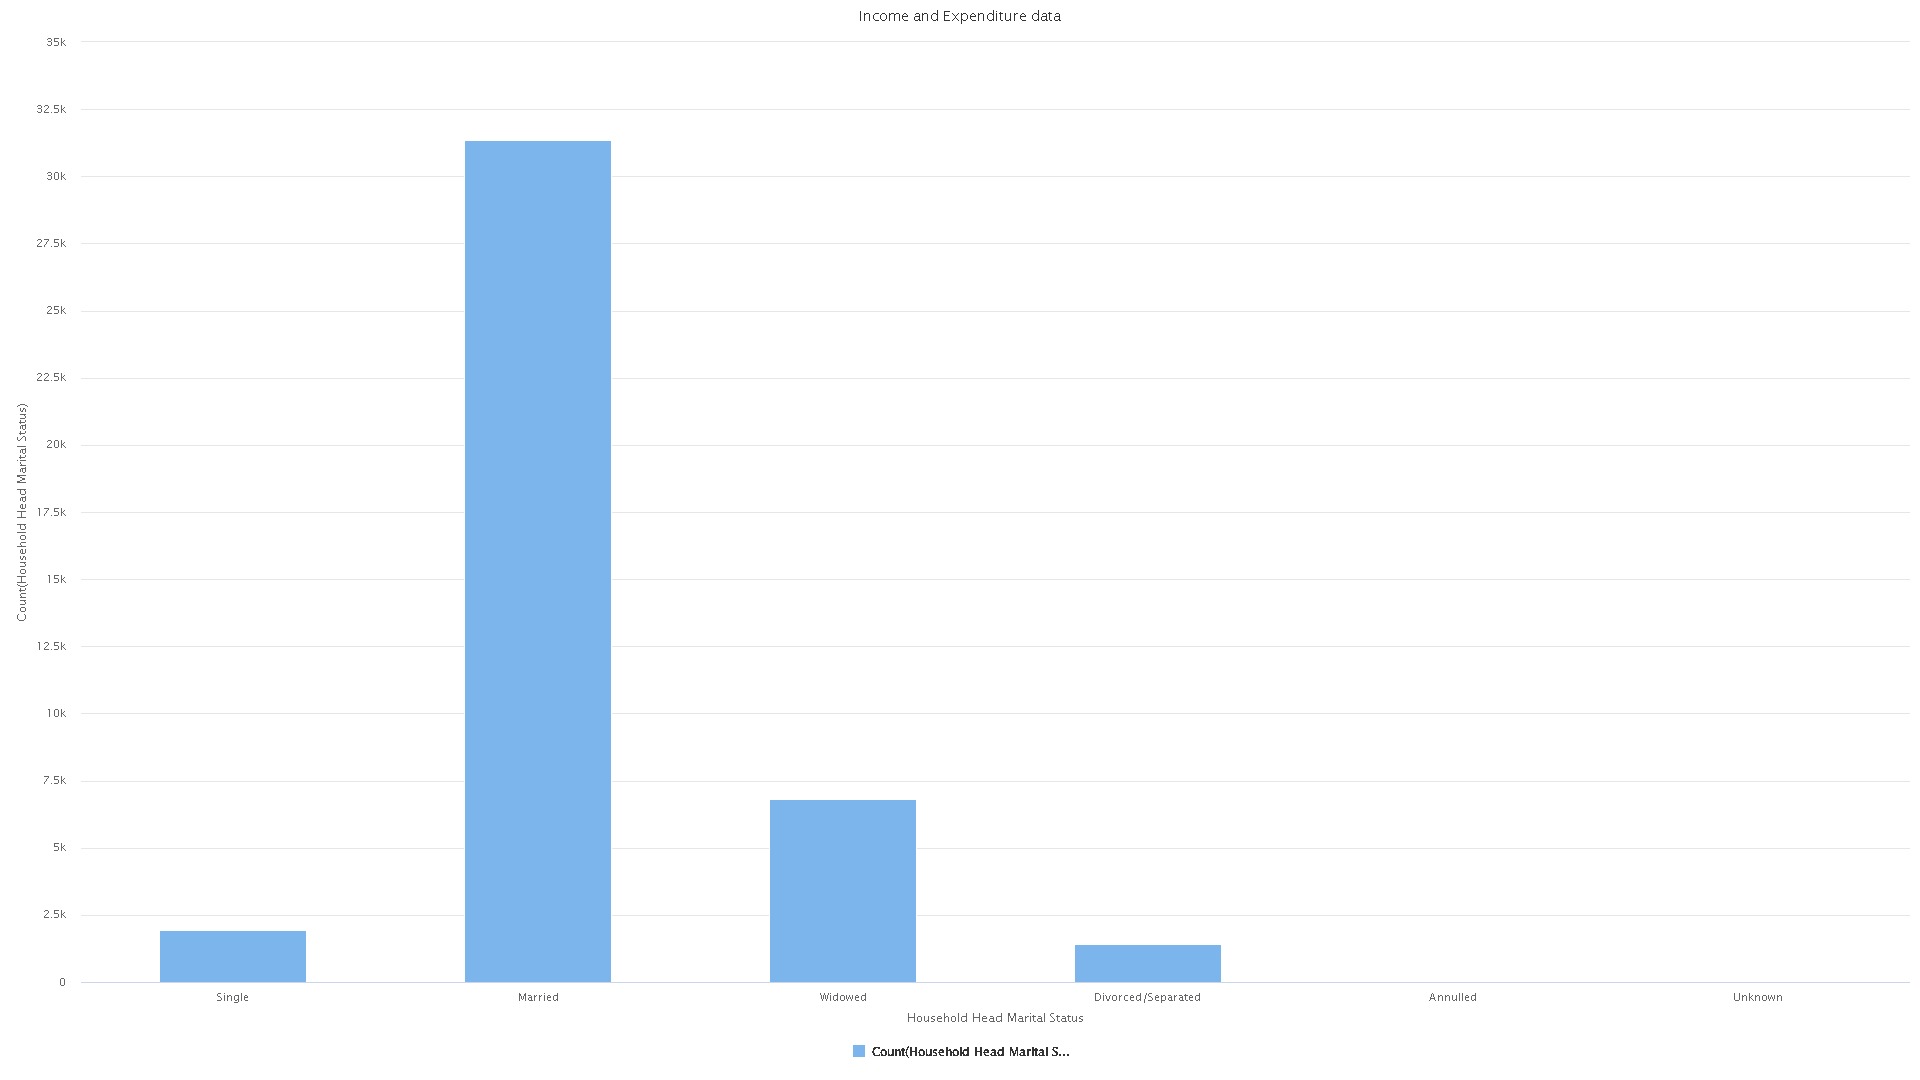 Income and Expenditure data
35k
32.5k
30k
27.5k
25k
22.5k
20k
17.5k
15k
12.5k
10k
7.5k
5k
2.5k
0
Count(Household Head Marital Status)
Single Married Widowed Divorced/Separated Annulled Unknown
Household Head Marital Status
Count(Household Head Marital S...